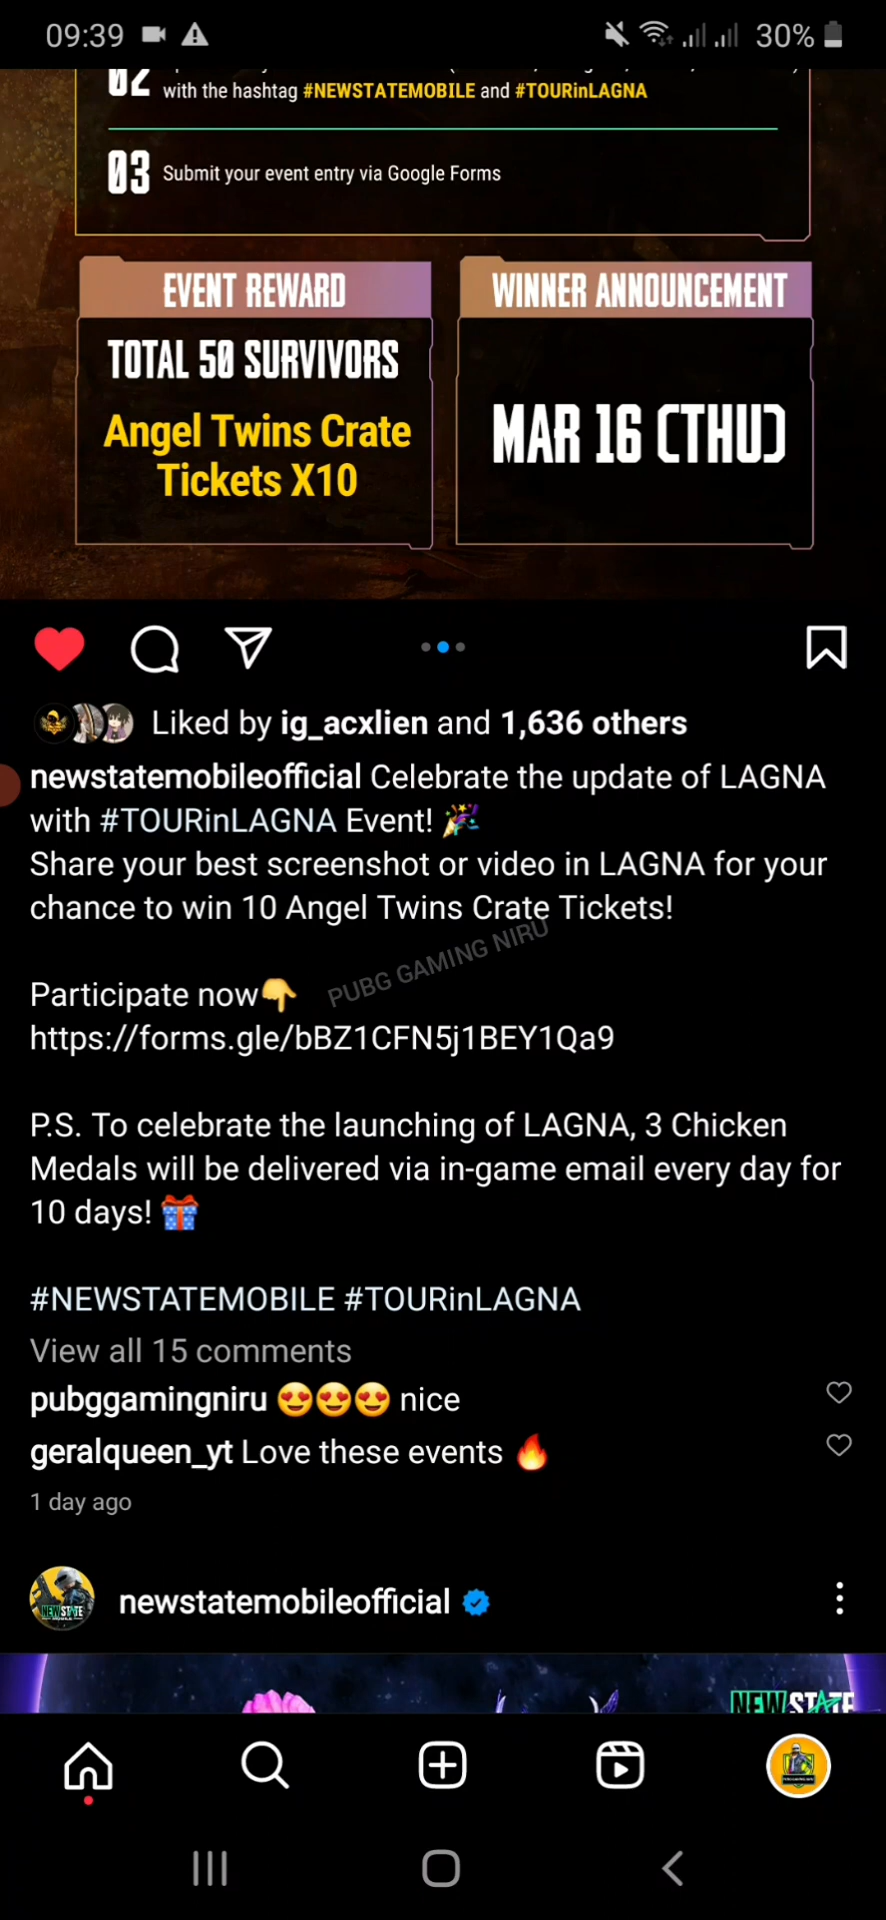 09:39
30%
02
with the hashtag #NEWSTATEMOBILE and #TOURinLAGNA
03 Submit your event entry via Google Forms
EVENT REWARD
TOTAL 50 SURVIVORS
Angel Twins Crate
Tickets X10
WINNER ANNOUNCEMENT
MAR 16 (THU)
Liked by ig_acxlien and 1,636 others
newstatemobileofficial Celebrate the update of LAGNA
with #TOURinLAGNA Event! 🎉
Share your best screenshot or video in LAGNA for your
chance to win 10 Angel Twins Crate Tickets!
PUBG GAMING NIRU
Participate now👇
https://forms.gle/bBZ1CFN5j1BEY1Qa9
P.S. To celebrate the launching of LAGNA, 3 Chicken
Medals will be delivered via in-game email every day for
10 days! 🎁
#NEWSTATEMOBILE #TOURinLAGNA
View all 15 comments
pubggamingniru 😍😍😍 nice
geralqueen_yt Love these events 🔥
1 day ago
NEW STATE
newstatemobileofficial
NEW STATE